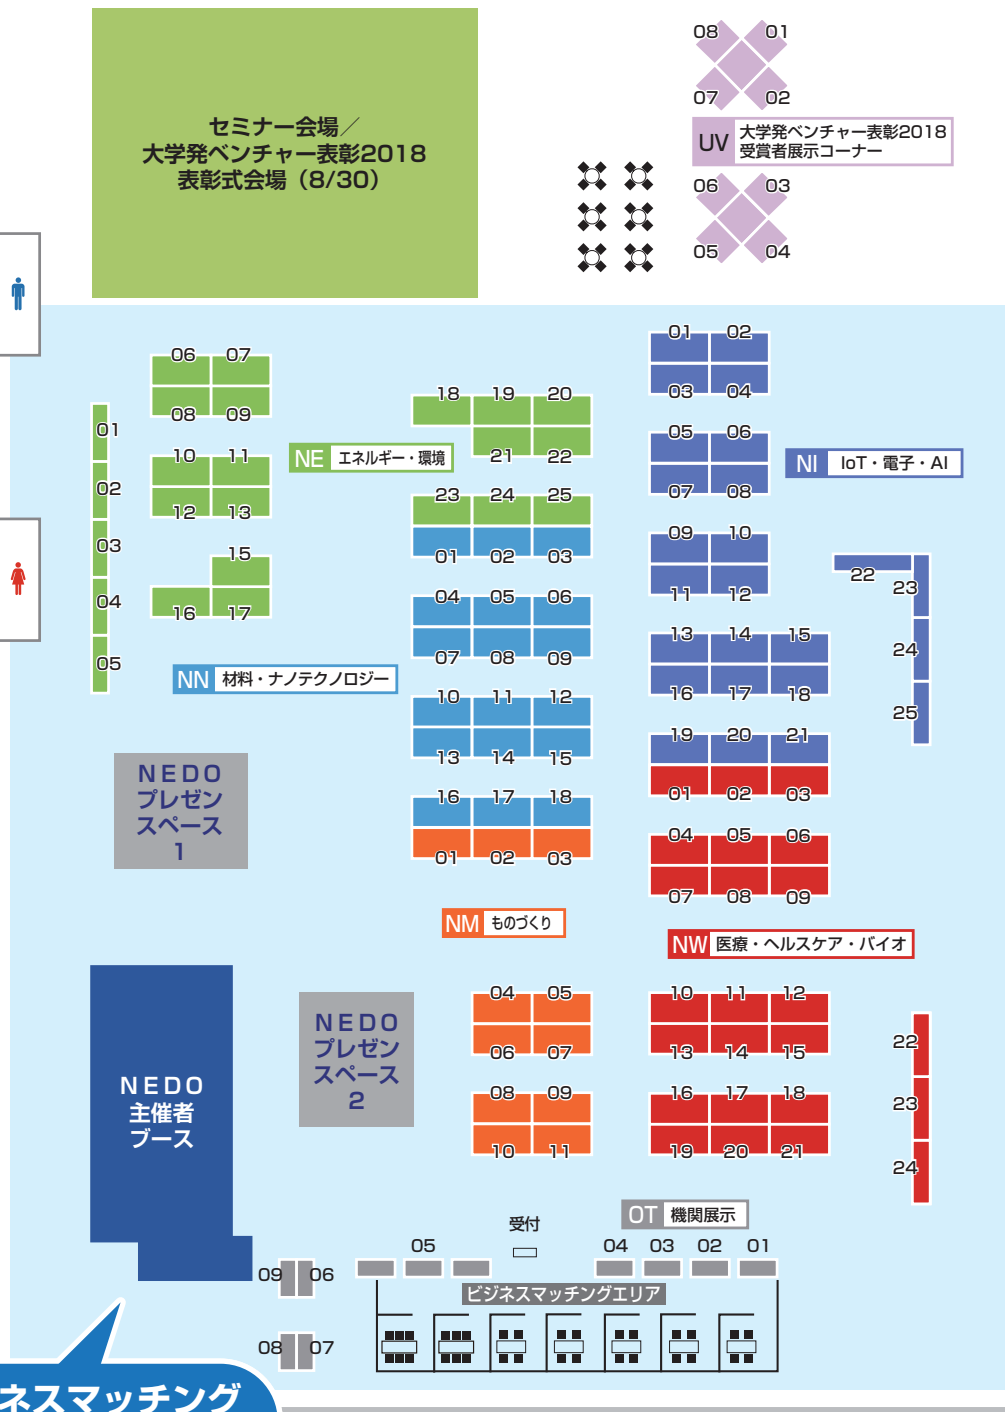 セミナー会場／
大学発ベンチャー表彰2018
表彰式会場（8/30）
08 01
07 02
UV 大学発ベンチャー表彰2018
受賞者展示コーナー
06 03
05 04
01 02
03 04
05 06
07 08
NI IoT・電子・AI
09 10
11 12
22
23
24
25
13 14 15
16 17 18
19 20 21
01 02 03
04 05 06
07 08 09
NW 医療・ヘルスケア・バイオ
10 11 12
13 14 15
16 17 18
19 20 21
22
23
24
06 07
08 09
01
02
03
04
05
10 11
12 13
15
16 17
NE エネルギー・環境
18 19 20
21 22
23 24 25
01 02 03
04 05 06
07 08 09
NN 材料・ナノテクノロジー
10 11 12
13 14 15
16 17 18
01 02 03
NM ものづくり
04 05
06 07
08 09
10 11
NEDO
プレゼン
スペース
1
NEDO
プレゼン
スペース
2
NEDO
主催者
ブース
OT 機関展示
受付
05 04 03 02 01
09 06
08 07
ビジネスマッチングエリア
ネスマッチング